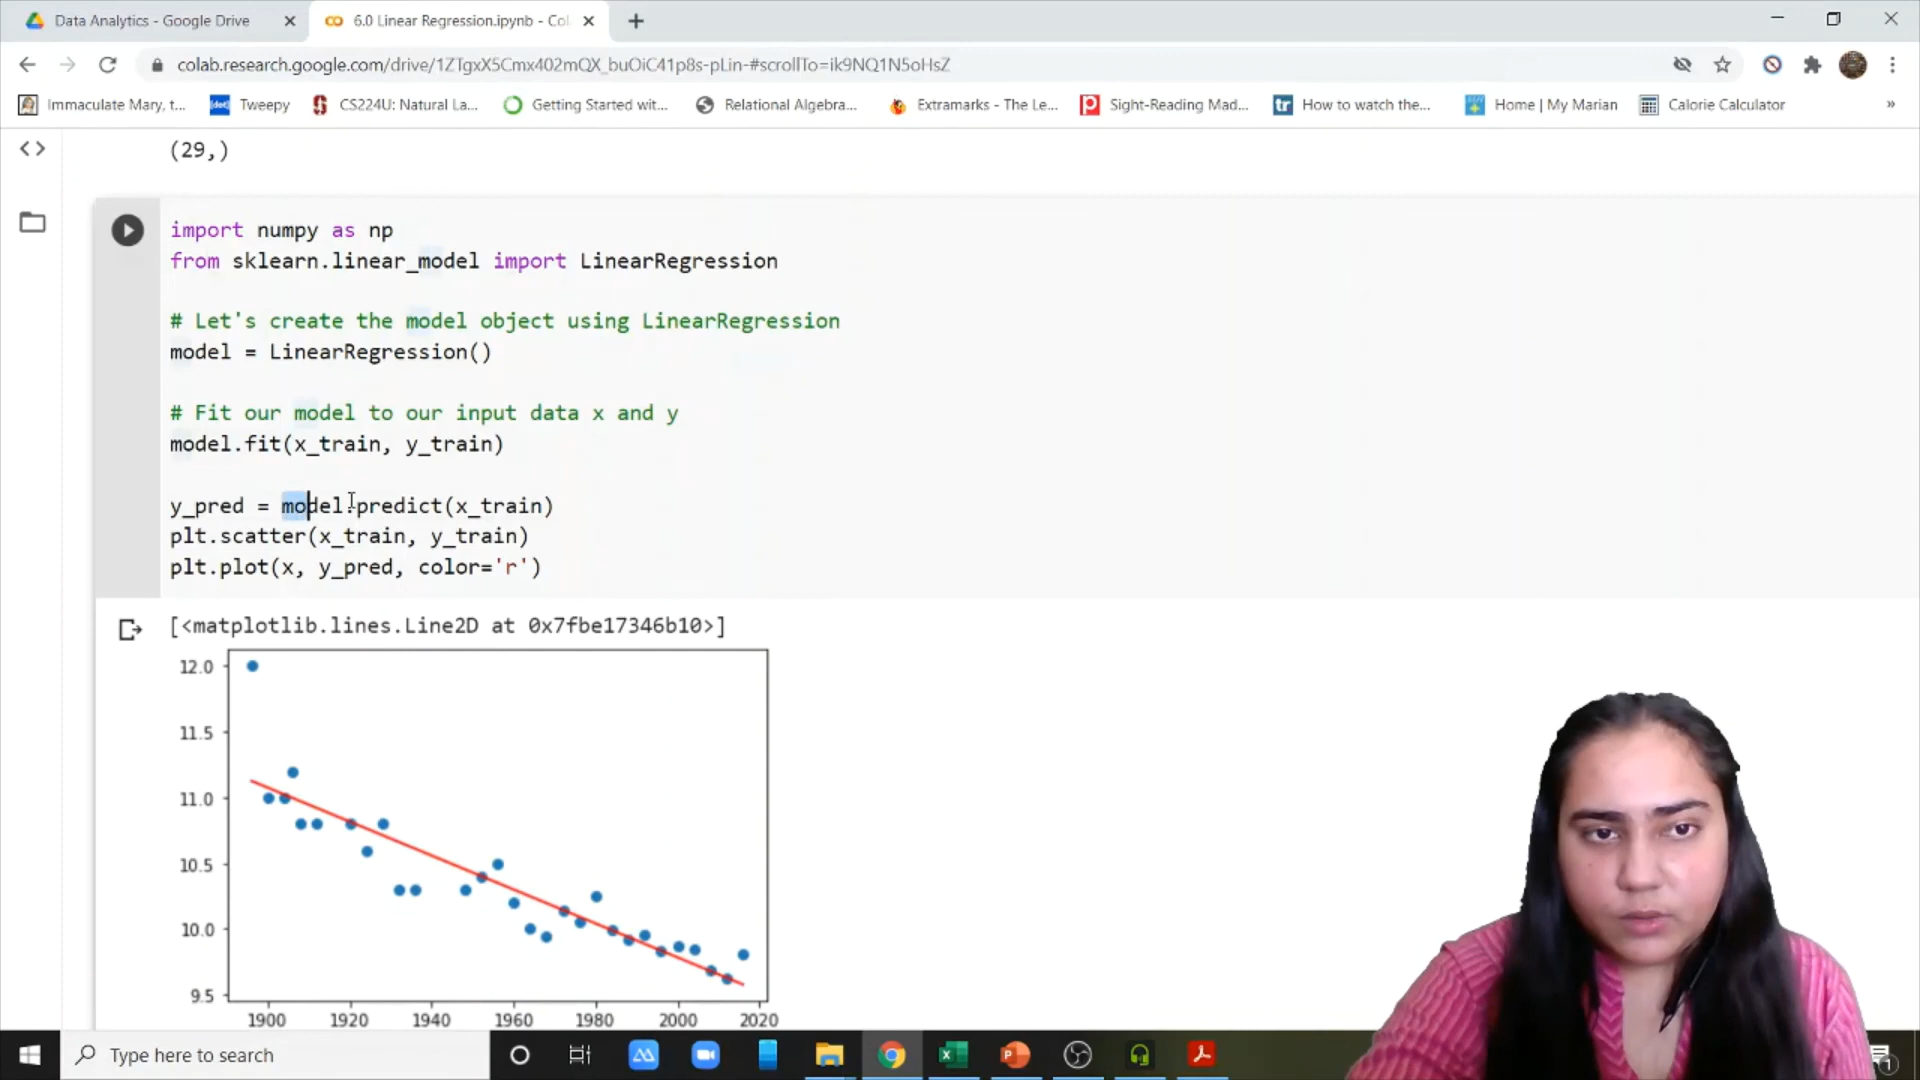 Data Analytics - Google Drive
6.0 Linear Regression.ipynb - Col
colab.research.google.com/drive/1ZTgxX5Cmx402mQX_buOiC41p8s-pLin-#scrollTo=ik9NQ1N5oHsZ
Immaculate Mary, t...
Tweepy
CS224U: Natural La...
Getting Started wit...
Relational Algebra...
Extramarks - The Le...
Sight-Reading Mad...
How to watch the...
Home | My Marian
Calorie Calculator
»
(29,)
import numpy as np
from sklearn.linear_model import LinearRegression
# Let's create the model object using LinearRegression
model = LinearRegression()
# Fit our model to our input data x and y
model.fit(x_train, y_train)
y_pred = model.predict(x_train)
plt.scatter(x_train, y_train)
plt.plot(x, y_pred, color='r')
[<matplotlib.lines.Line2D at 0x7fbe17346b10>]
12.0
11.5
11.0
10.5
10.0
9.5
1900 1920 1940 1960 1980 2000 2020
Type here to search